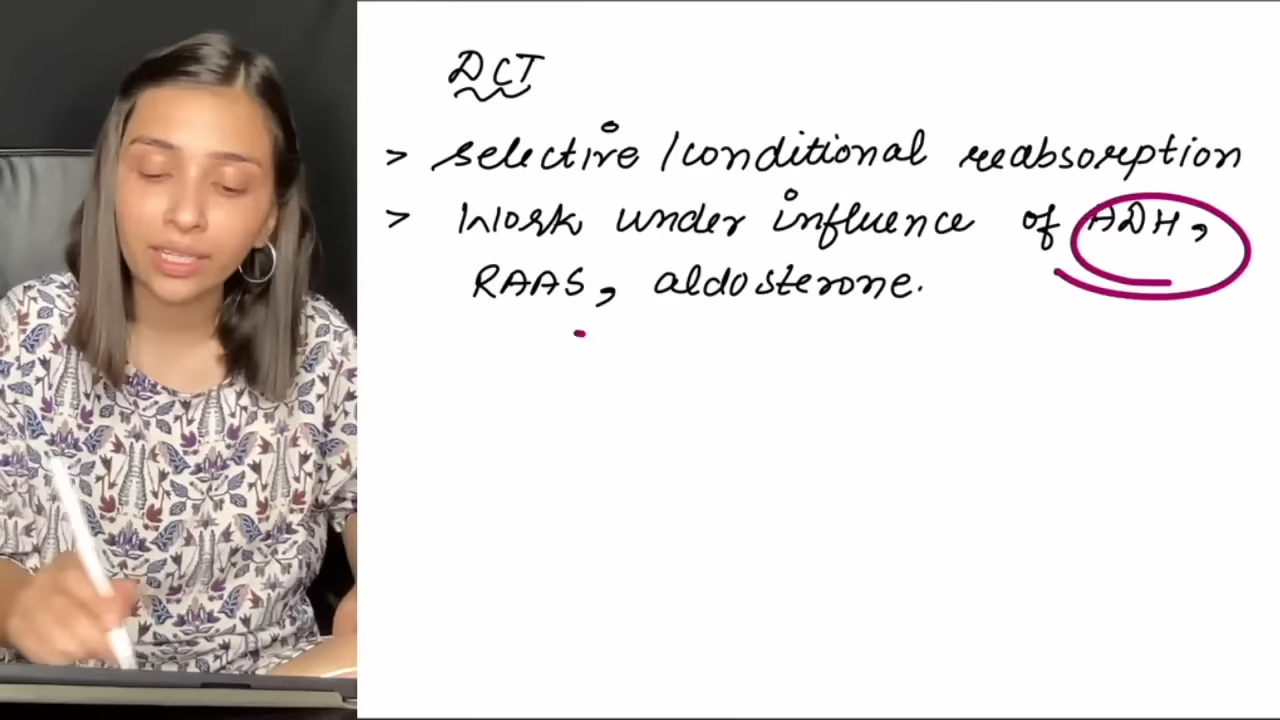 DCT
> selective /conditional reabsorption
> Work under influence of ADH,
RAAS, aldosterone.